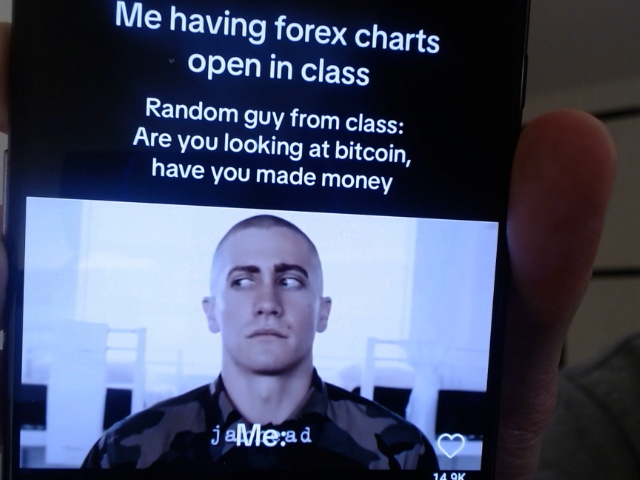 Me having forex charts
open in class
Random guy from class:
Are you looking at bitcoin,
have you made money
Me:
14.9K